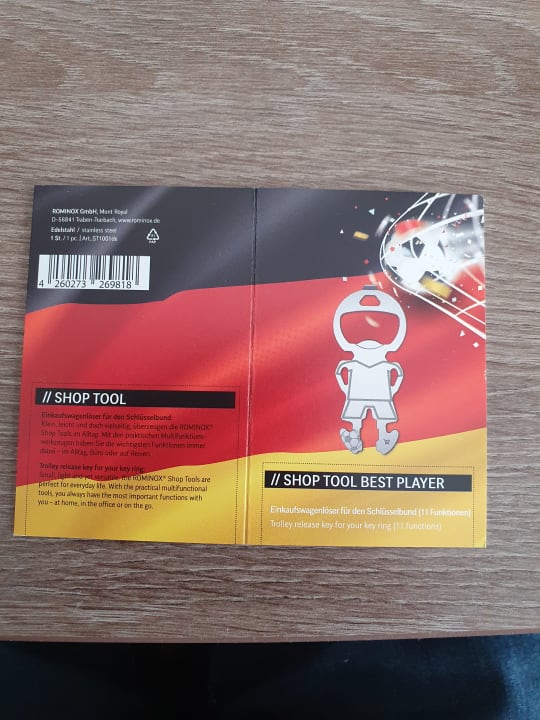 ROMINOX GmbH, Mont Royal
D-56841 Traben-Trarbach, www.rominox.de
Edelstahl / stainless steel
1 St. / 1 pc. | Art. ST1001de
PAP
4 260273 269818
// SHOP TOOL
Einkaufswagenlöser für den Schlüsselbund:
Klein, leicht und doch vielseitig, überzeugen die ROMINOX®
Shop Tools im Alltag. Mit den praktischen Multifunktions-
werkzeugen haben Sie die wichtigsten Funktionen immer
dabei – im Alltag, Büro oder auf Reisen.
Trolley release key for your key ring:
Small, light and yet versatile, the ROMINOX® Shop Tools are
perfect for everyday life. With the practical multifunctional
tools, you always have the most important functions with
you – at home, in the office or on the go.
// SHOP TOOL BEST PLAYER
Einkaufswagenlöser für den Schlüsselbund (11 Funktionen)
Trolley release key for your key ring (11 functions)